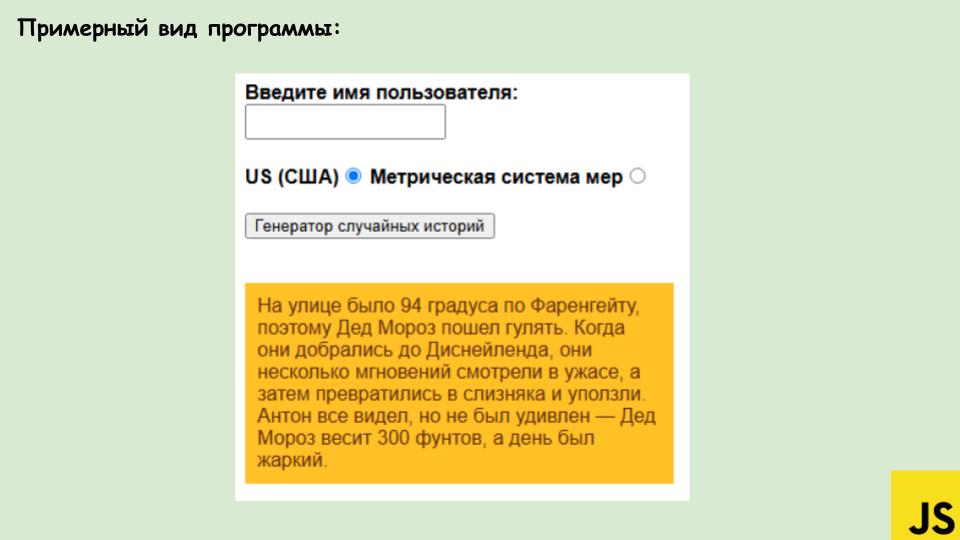 Примерный вид программы:
Введите имя пользователя:
US (США) Метрическая система мер
Генератор случайных историй
На улице было 94 градуса по Фаренгейту,
поэтому Дед Мороз пошел гулять. Когда
они добрались до Диснейленда, они
несколько мгновений смотрели в ужасе, а
затем превратились в слизняка и уползли.
Антон все видел, но не был удивлен — Дед
Мороз весит 300 фунтов, а день был
жаркий.
JS